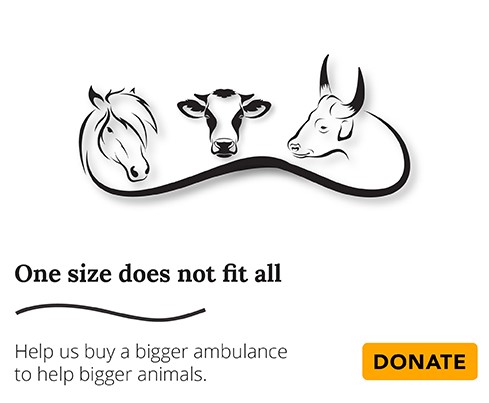 One size does not fit all
Help us buy a bigger ambulance
to help bigger animals.
DONATE